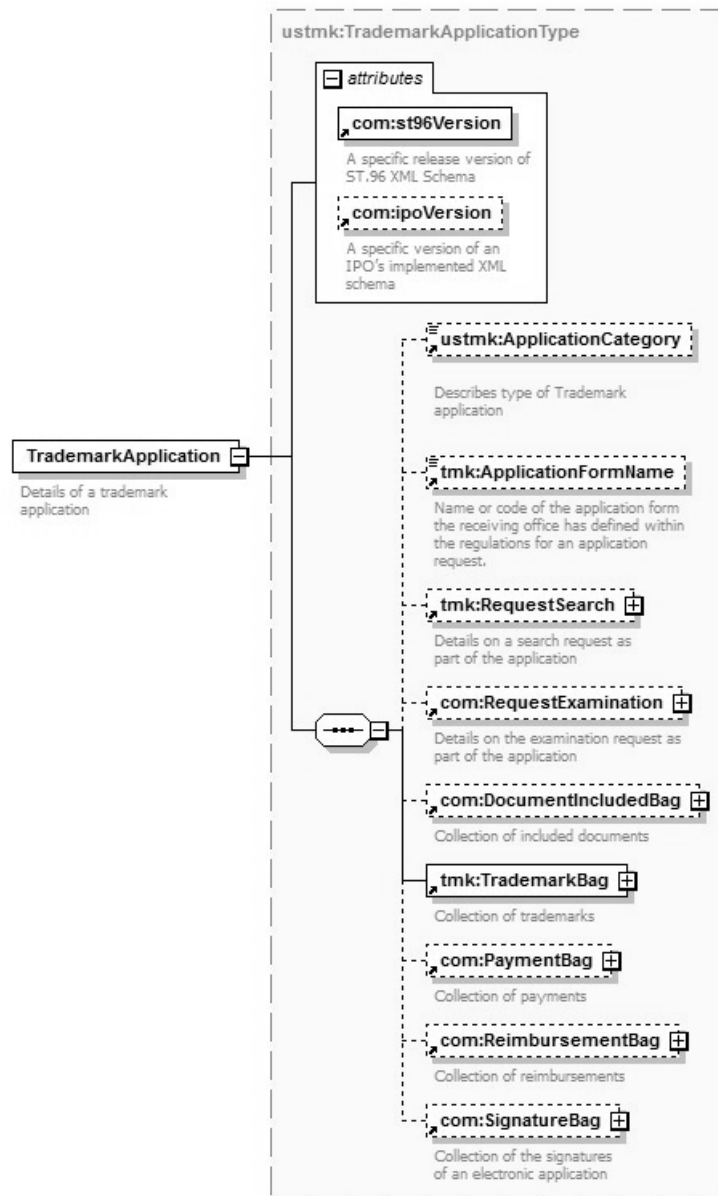 ustmk:TrademarkApplicationType
attributes
com:st96Version
A specific release version of
ST.96 XML Schema
com:ipoVersion
A specific version of an
IPO's implemented XML
schema
ustmk:ApplicationCategory
Describes type of Trademark
application
TrademarkApplication
Details of a trademark
application
tmk:ApplicationFormName
Name or code of the application form
the receiving office has defined within
the regulations for an application
request.
tmk:RequestSearch
Details on a search request as
part of the application
com:RequestExamination
Details on the examination request as
part of the application
com:DocumentIncludedBag
Collection of included documents
tmk:TrademarkBag
Collection of trademarks
com:PaymentBag
Collection of payments
com:ReimbursementBag
Collection of reimbursements
com:SignatureBag
Collection of the signatures
of an electronic application